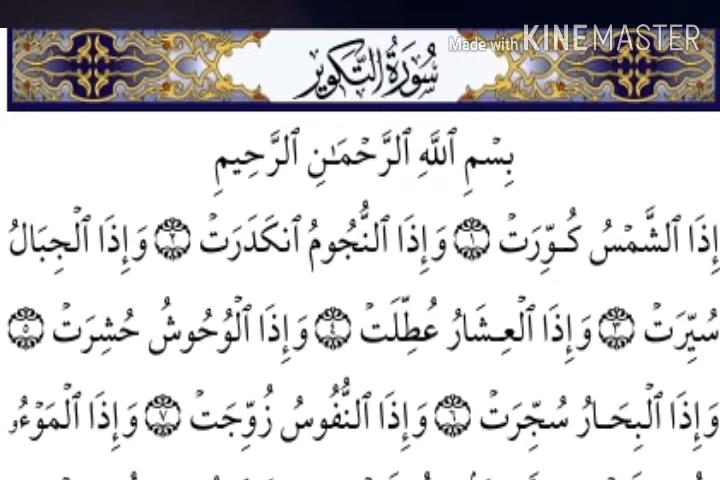 Made with KINEMASTER
سُورَةُ التَّكْوِير
بِسْمِ ٱللَّهِ ٱلرَّحْمَـٰنِ ٱلرَّحِيمِ
إِذَا ٱلشَّمْسُ كُوِّرَتْ ١ وَإِذَا ٱلنُّجُومُ ٱنكَدَرَتْ ٢ وَإِذَا ٱلْجِبَالُ
سُيِّرَتْ ٣ وَإِذَا ٱلْعِشَارُ عُطِّلَتْ ٤ وَإِذَا ٱلْوُحُوشُ حُشِرَتْ ٥
وَإِذَا ٱلْبِحَارُ سُجِّرَتْ ٦ وَإِذَا ٱلنُّفُوسُ زُوِّجَتْ ٧ وَإِذَا ٱلْمَوْءُو